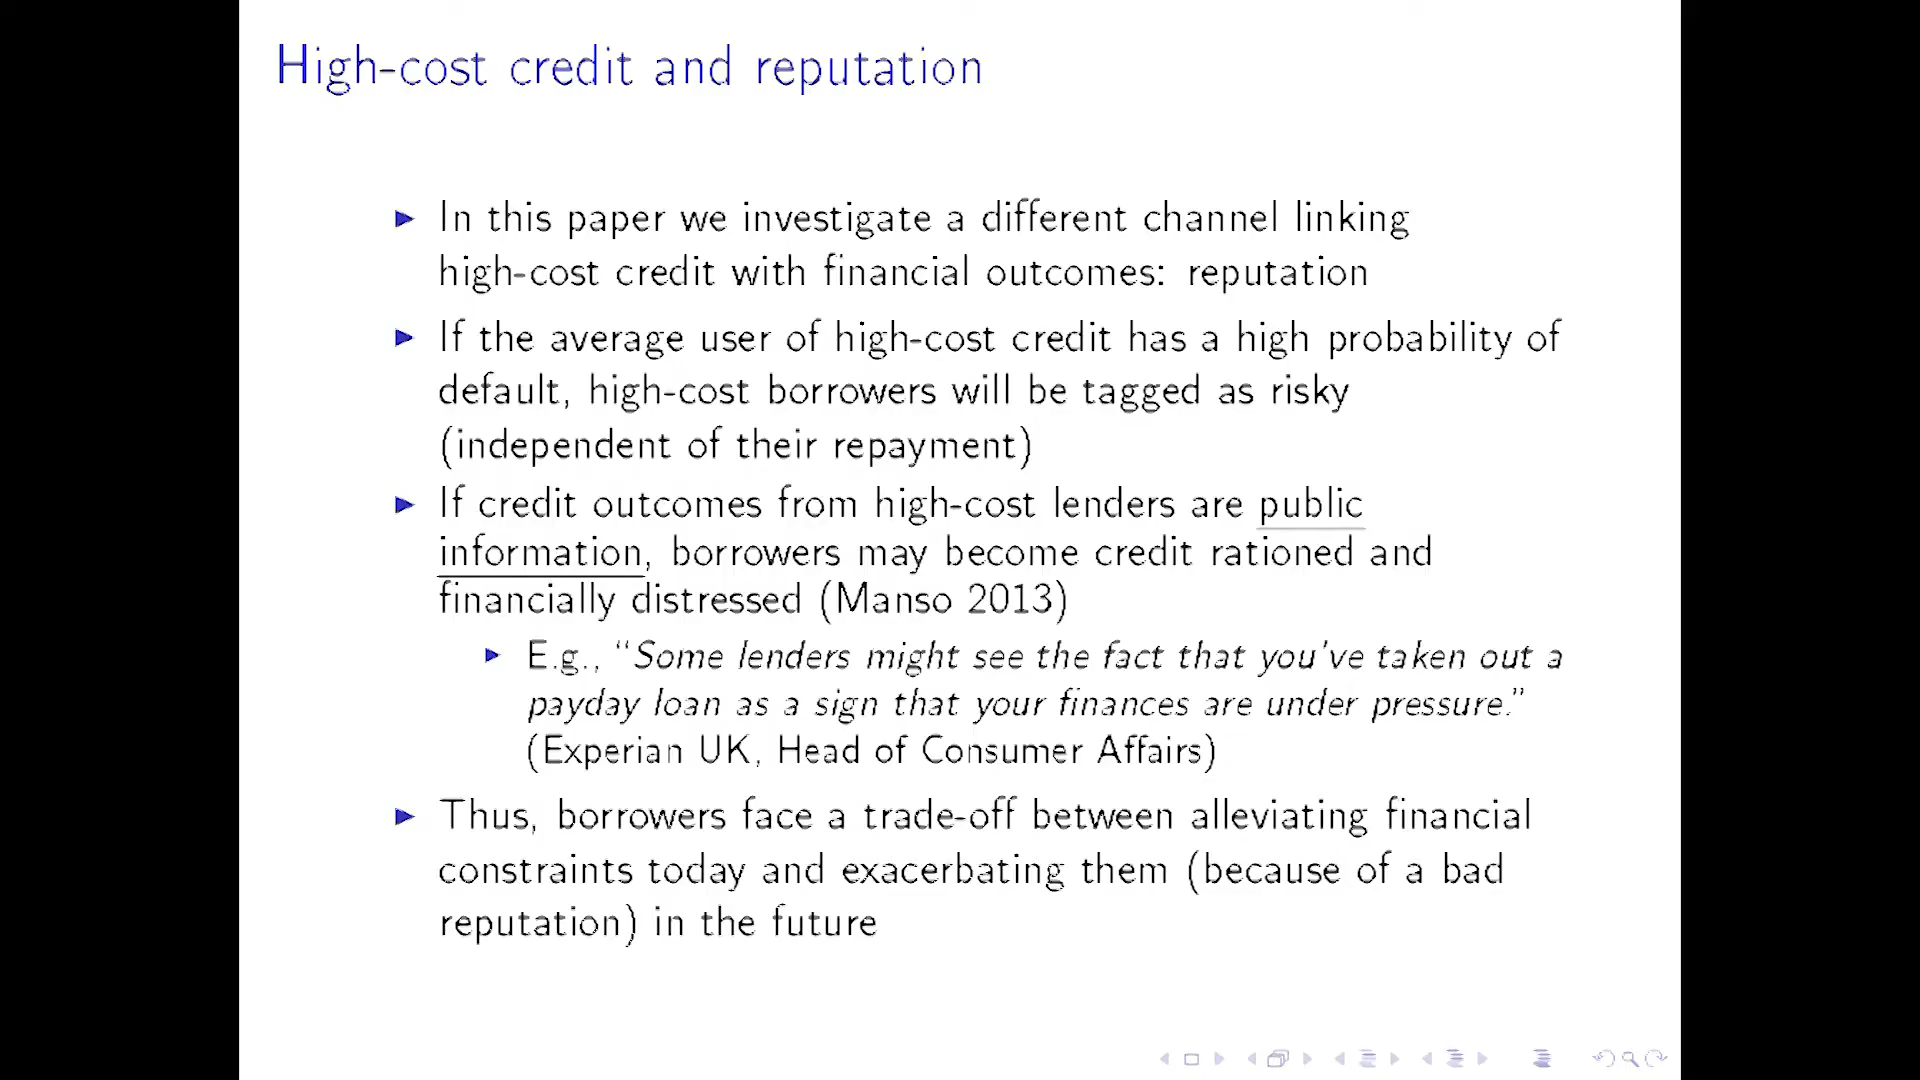 High-cost credit and reputation
In this paper we investigate a different channel linking
high-cost credit with financial outcomes: reputation
If the average user of high-cost credit has a high probability of
default, high-cost borrowers will be tagged as risky
(independent of their repayment)
If credit outcomes from high-cost lenders are public
information, borrowers may become credit rationed and
financially distressed (Manso 2013)
E.g., “Some lenders might see the fact that you've taken out a
payday loan as a sign that your finances are under pressure.”
(Experian UK, Head of Consumer Affairs)
Thus, borrowers face a trade-off between alleviating financial
constraints today and exacerbating them (because of a bad
reputation) in the future